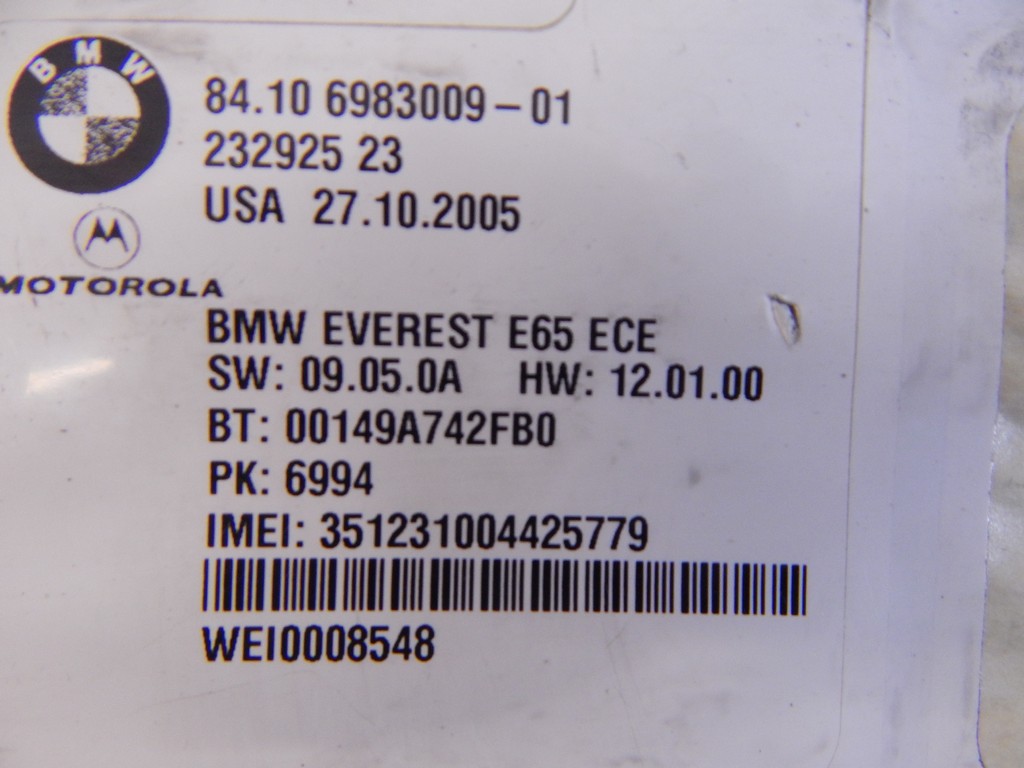 BMW
84.10 6983009-01
232925 23
USA 27.10.2005
MOTOROLA
BMW EVEREST E65 ECE
SW: 09.05.0A HW: 12.01.00
BT: 00149A742FB0
PK: 6994
IMEI: 351231004425779
WEI0008548